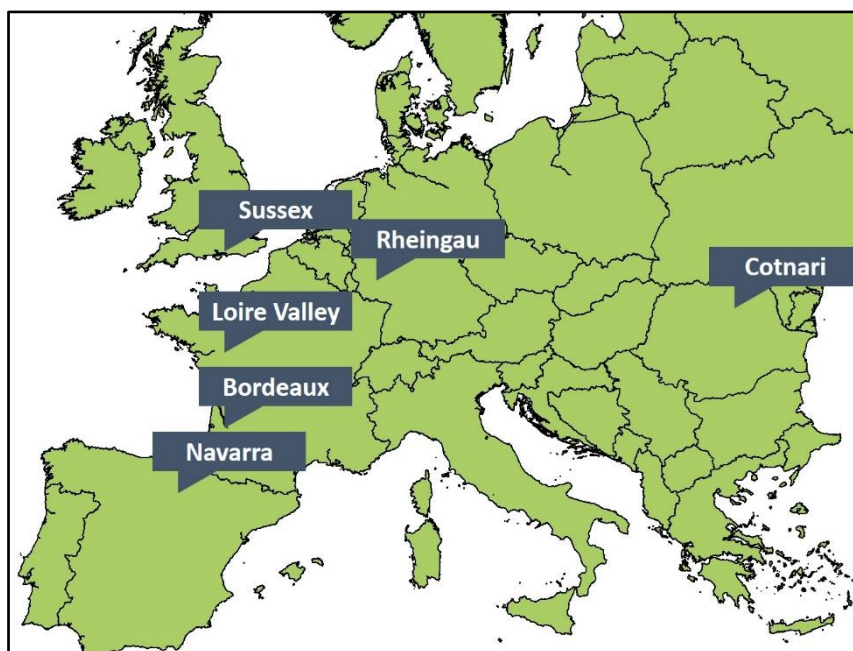 Sussex
Rheingau
Cotnari
Loire Valley
Bordeaux
Navarra